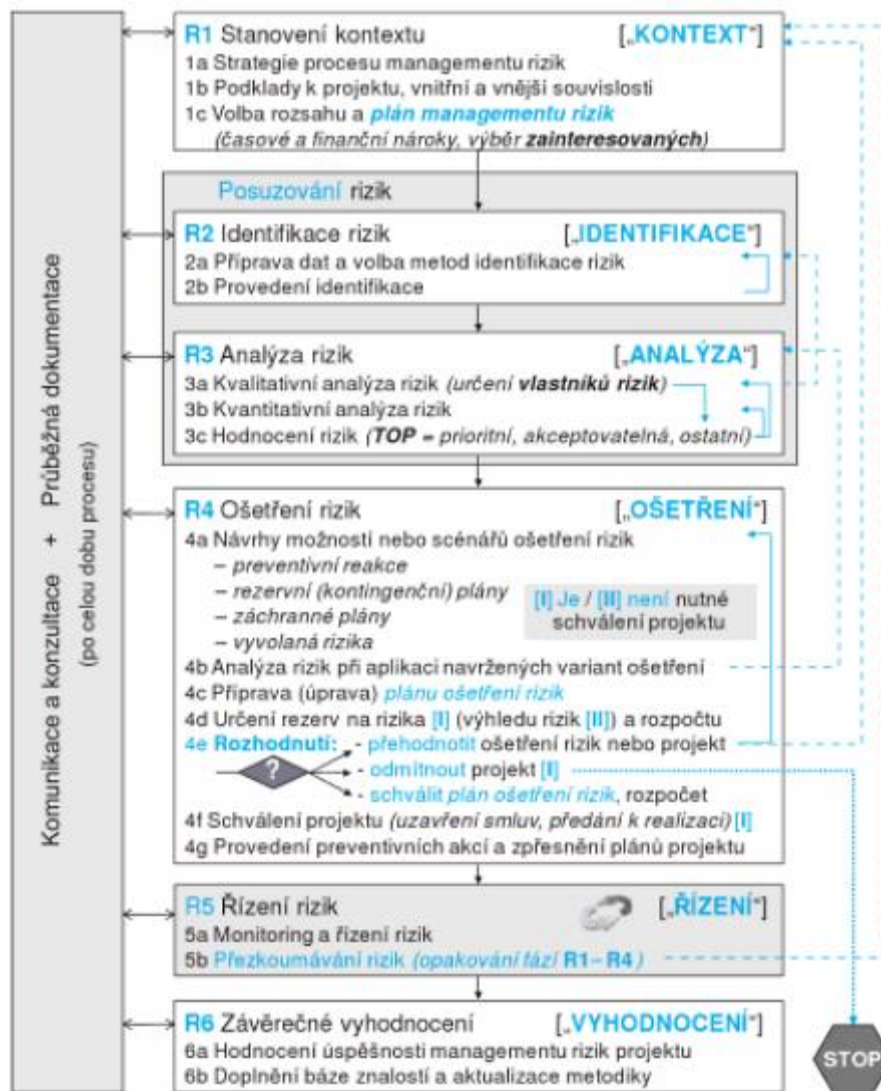 Komunikace a konzultace + Průběžná dokumentace
(po celou dobu procesu)
R1 Stanovení kontextu [„KONTEXT“]
1a Strategie procesu managementu rizik
1b Podklady k projektu, vnitřní a vnější souvislosti
1c Volba rozsahu a plán managementu rizik
(časové a finanční nároky, výběr zainteresovaných)
Posuzování rizik
R2 Identifikace rizik [„IDENTIFIKACE“]
2a Příprava dat a volba metod identifikace rizik
2b Provedení identifikace
R3 Analýza rizik [„ANALÝZA“]
3a Kvalitativní analýza rizik (určení vlastníků rizik)
3b Kvantitativní analýza rizik
3c Hodnocení rizik (TOP = prioritní, akceptovatelná, ostatní)
R4 Ošetření rizik [„OŠETŘENÍ“]
4a Návrhy možností nebo scénářů ošetření rizik
– preventivní reakce
– rezervní (kontingenční) plány
– záchranné plány
– vyvolaná rizika
[I] Je / [II] není nutné
schválení projektu
4b Analýza rizik při aplikaci navržených variant ošetření
4c Příprava (úprava) plánu ošetření rizik
4d Určení rezerv na rizika [I] (výhledu rizik [II]) a rozpočtu
4e Rozhodnutí: - přehodnotit ošetření rizik nebo projekt
? - odmítnout projekt [I]
- schválit plán ošetření rizik, rozpočet
4f Schválení projektu (uzavření smluv, předání k realizaci) [I]
4g Provedení preventivních akcí a zpřesnění plánů projektu
R5 Řízení rizik [„ŘÍZENÍ“]
5a Monitoring a řízení rizik
5b Přezkoumávání rizik (opakování fází R1–R4)
R6 Závěrečné vyhodnocení [„VYHODNOCENÍ“]
6a Hodnocení úspěšnosti managementu rizik projektu
6b Doplnění báze znalostí a aktualizace metodiky
STOP